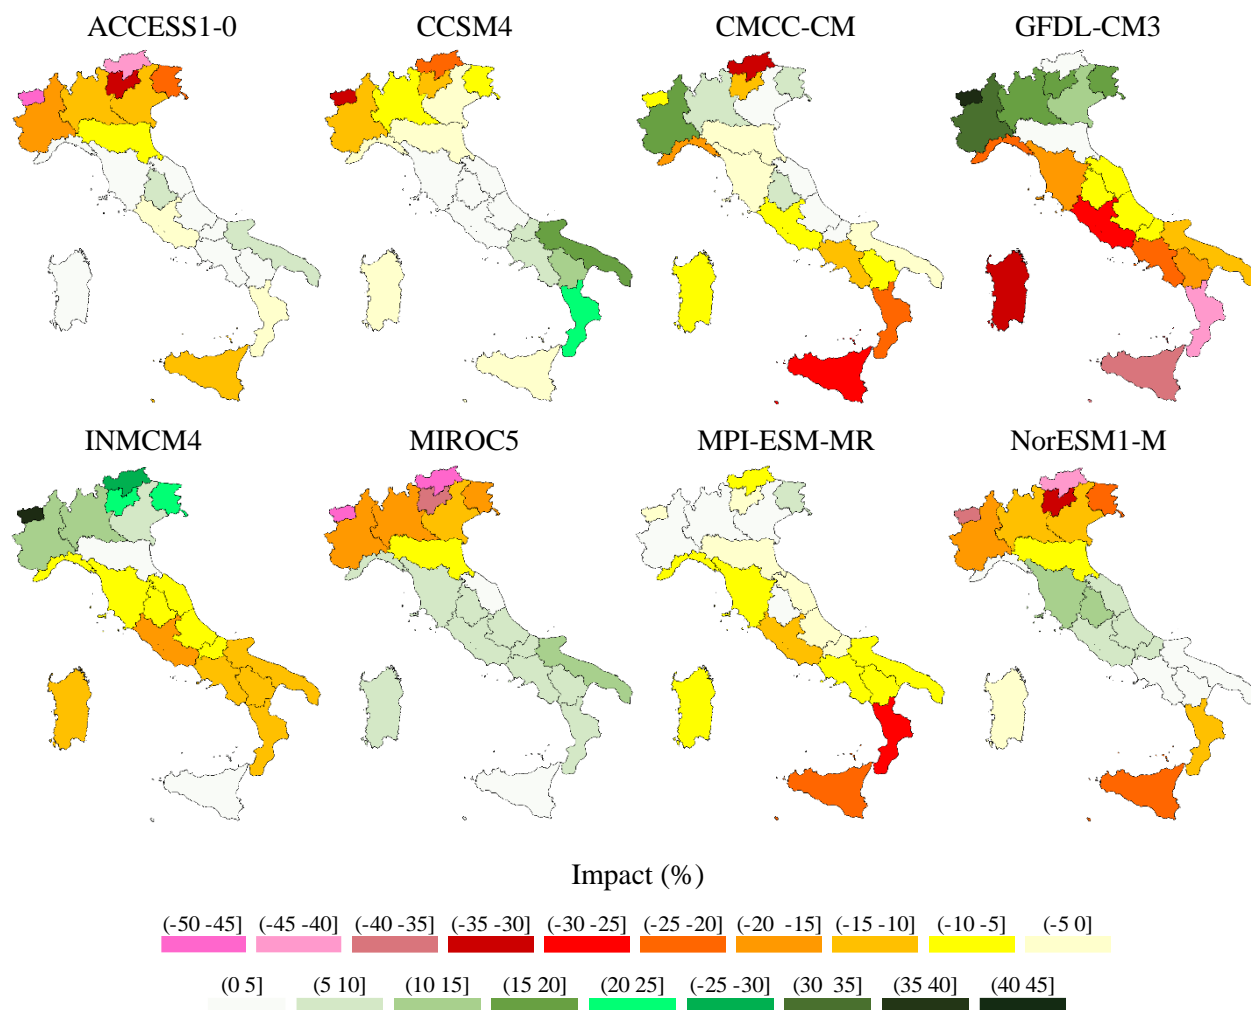 ACCESS1-0 CCSM4 CMCC-CM GFDL-CM3
INMCM4 MIROC5 MPI-ESM-MR NorESM1-M
Impact (%)
(-50 -45] (-45 -40] (-40 -35] (-35 -30] (-30 -25] (-25 -20] (-20 -15] (-15 -10] (-10 -5] (-5 0]
(0 5] (5 10] (10 15] (15 20] (20 25] (-25 -30] (30 35] (35 40] (40 45]